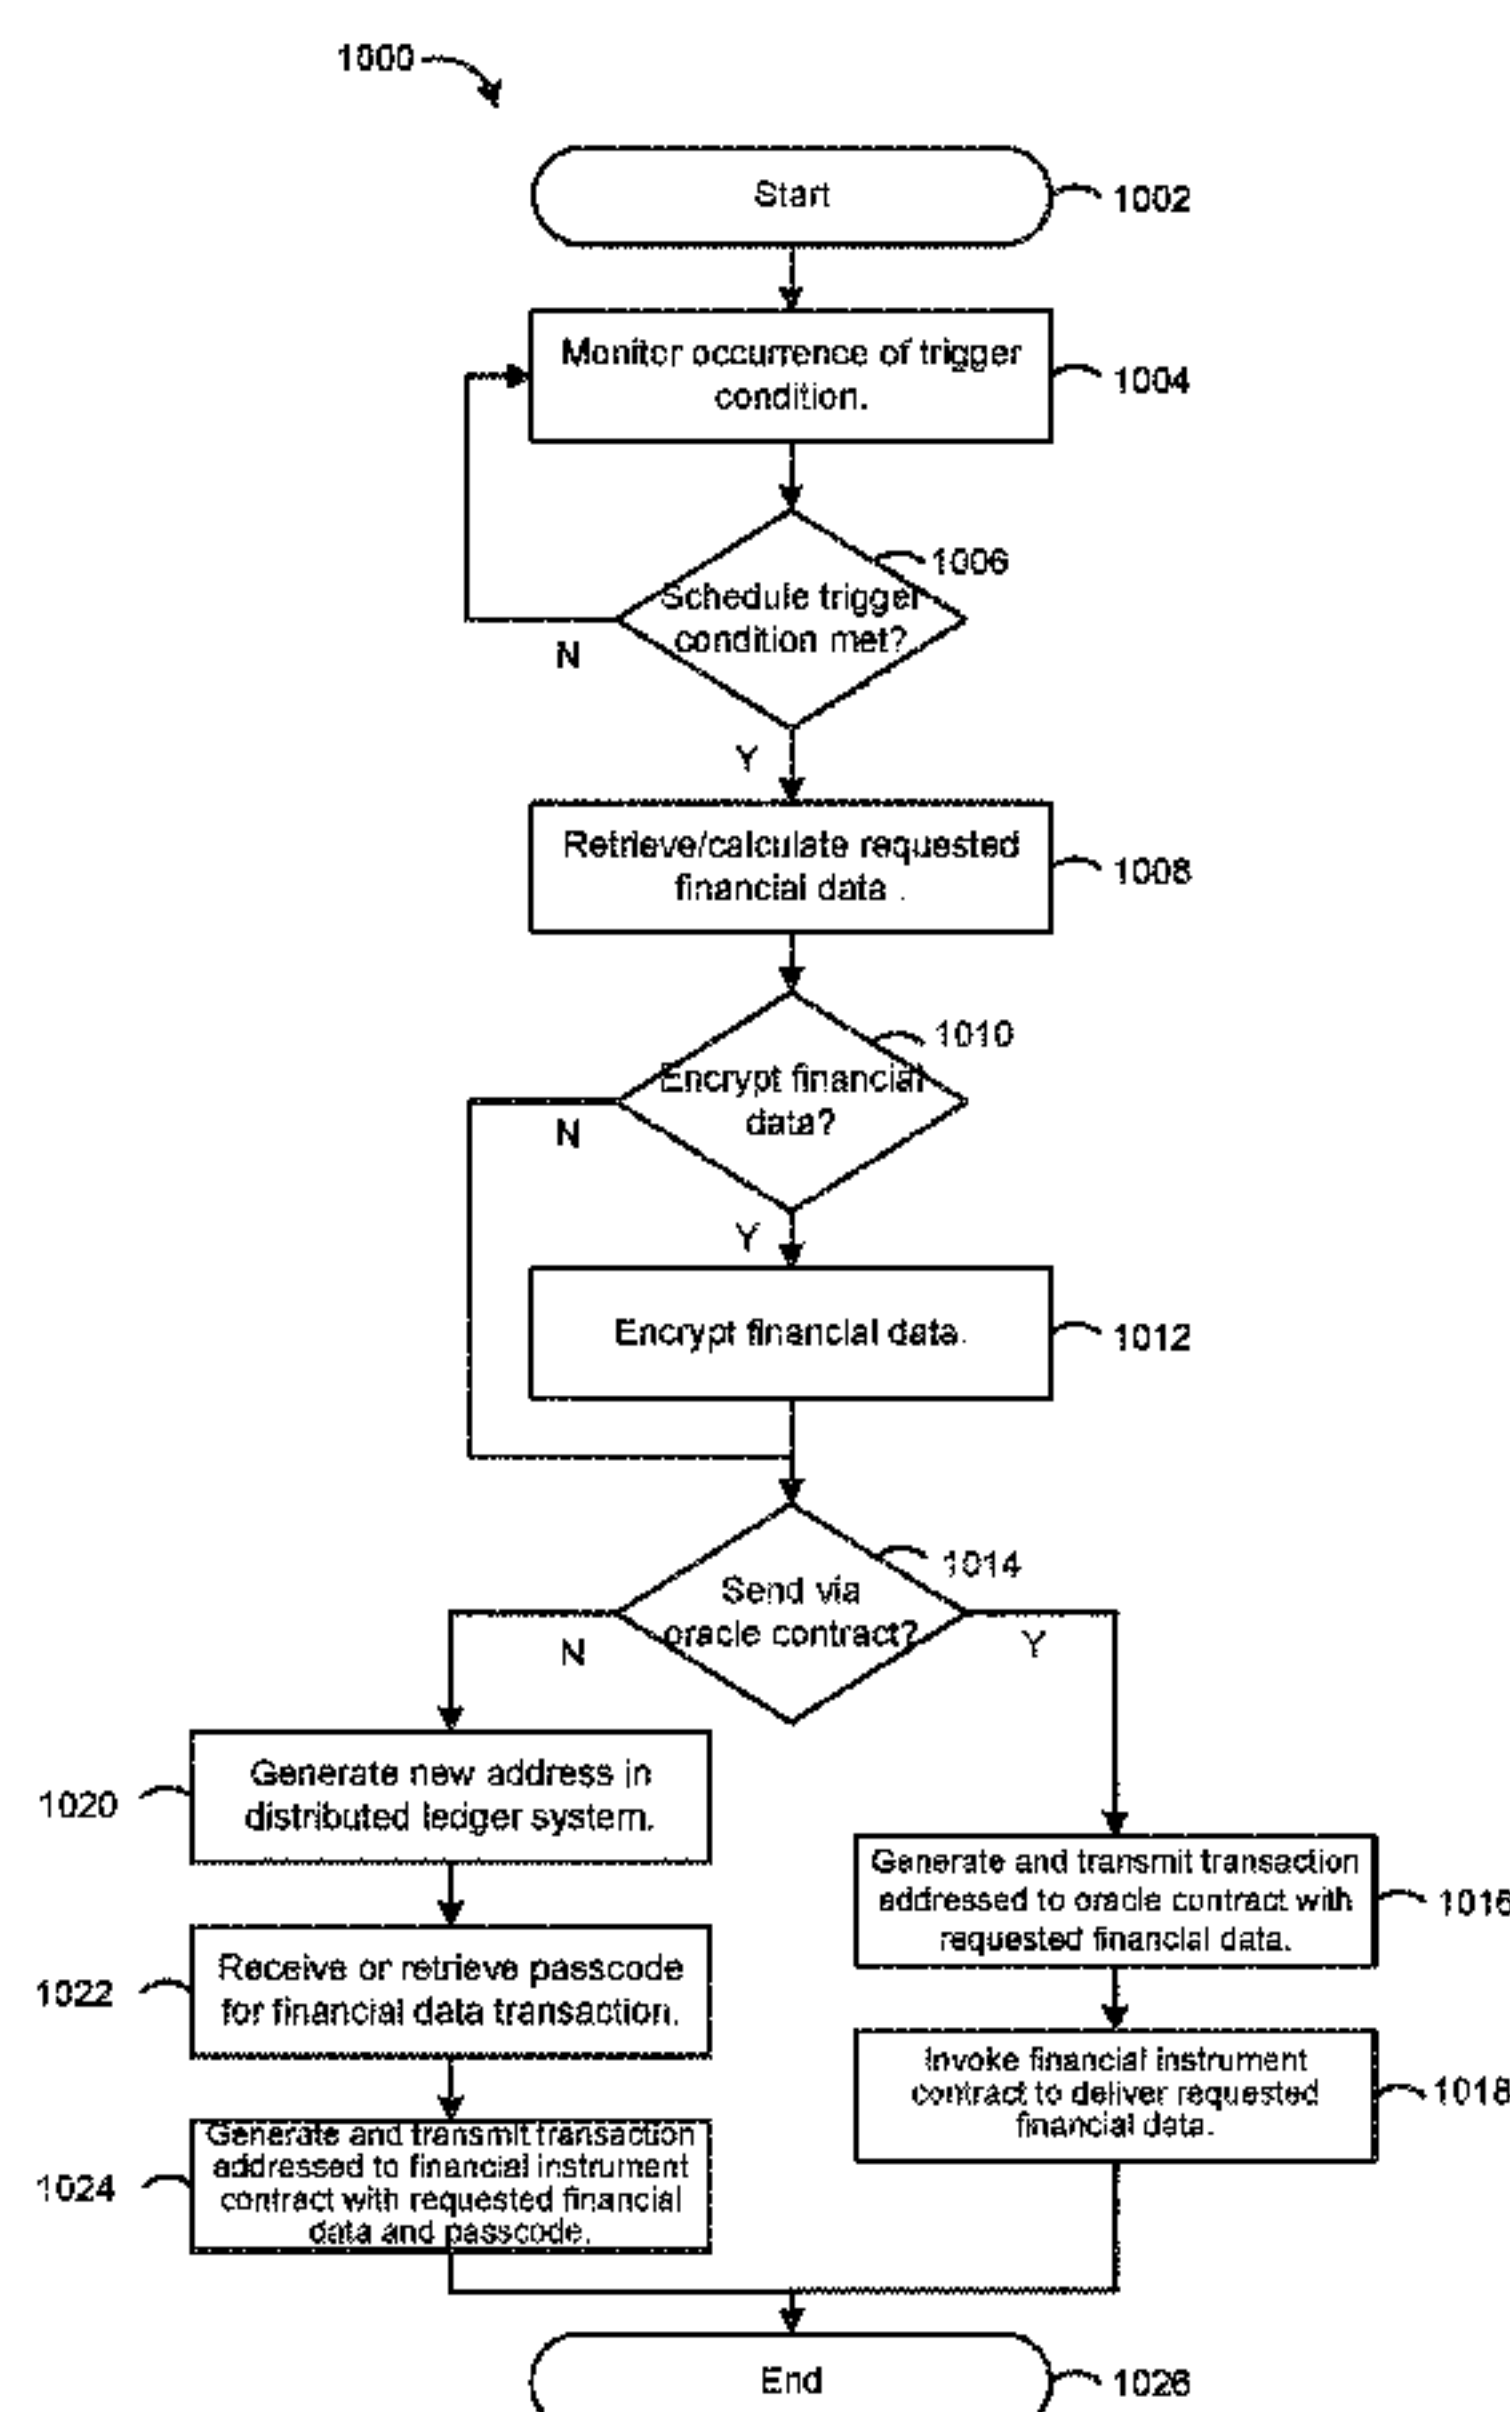 1000
Start
1002
Monitor occurrence of trigger
condition.
1004
1006
Schedule trigger
condition met?
N
Y
Retrieve/calculate requested
financial data .
1008
1010
Encrypt financial
data?
N
Y
Encrypt financial data.
1012
1014
Send via
oracle contract?
N
Y
Generate new address in
distributed ledger system.
1020
Generate and transmit transaction
addressed to oracle contract with
requested financial data.
1016
Receive or retrieve passcode
for financial data transaction.
1022
Invoke financial instrument
contract to deliver requested
financial data.
1018
Generate and transmit transaction
addressed to financial instrument
contract with requested financial
data and passcode.
1024
End
1026